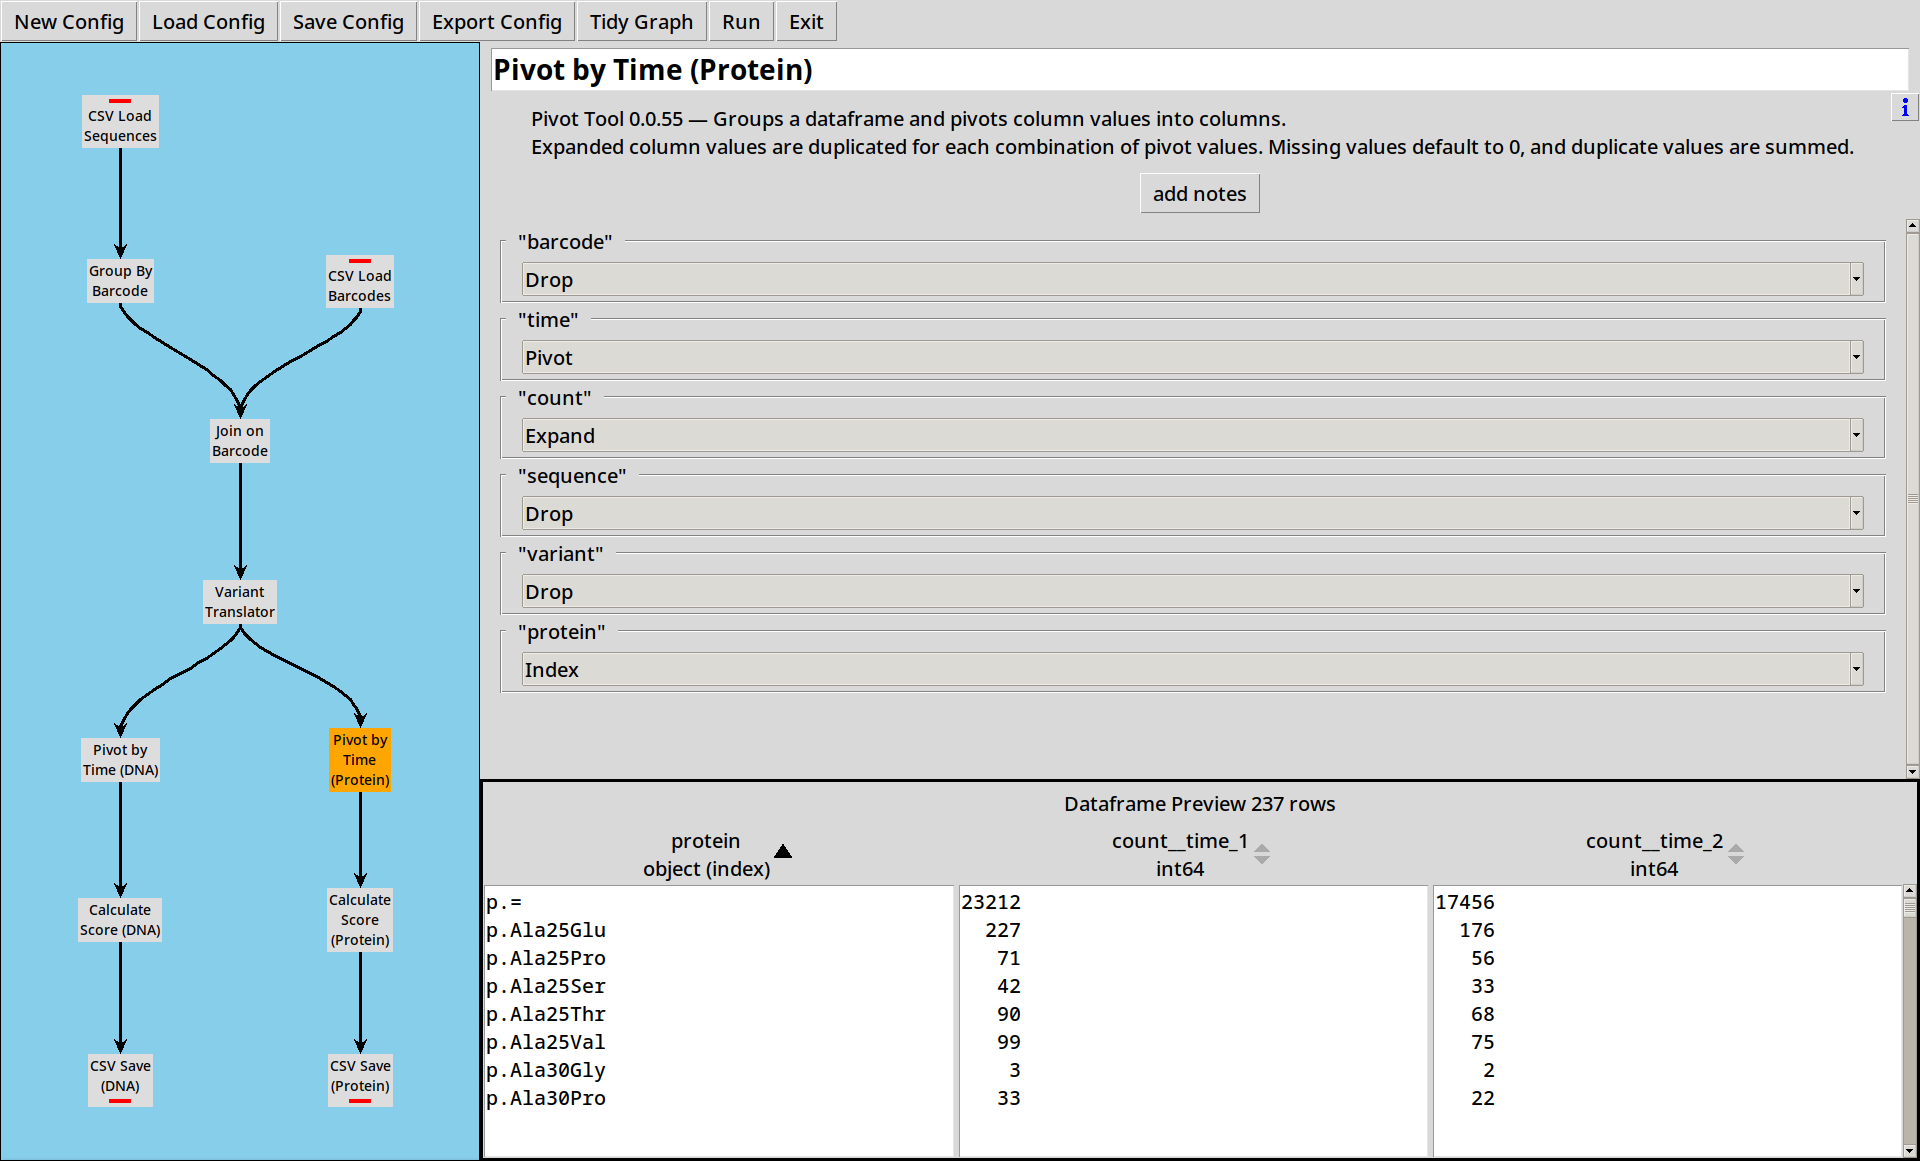 New Config Load Config Save Config Export Config Tidy Graph Run Exit
CSV Load
Sequences
Group By
Barcode
CSV Load
Barcodes
Join on
Barcode
Variant
Translator
Pivot by
Time (DNA)
Pivot by
Time
(Protein)
Calculate
Score (DNA)
Calculate
Score
(Protein)
CSV Save
(DNA)
CSV Save
(Protein)
Pivot by Time (Protein)
i
Pivot Tool 0.0.55 — Groups a dataframe and pivots column values into columns.
Expanded column values are duplicated for each combination of pivot values. Missing values default to 0, and duplicate values are summed.
add notes
"barcode"
Drop
"time"
Pivot
"count"
Expand
"sequence"
Drop
"variant"
Drop
"protein"
Index
Dataframe Preview 237 rows
protein count__time_1 count__time_2
object (index) int64 int64
p.= 23212 17456
p.Ala25Glu 227 176
p.Ala25Pro 71 56
p.Ala25Ser 42 33
p.Ala25Thr 90 68
p.Ala25Val 99 75
p.Ala30Gly 3 2
p.Ala30Pro 33 22